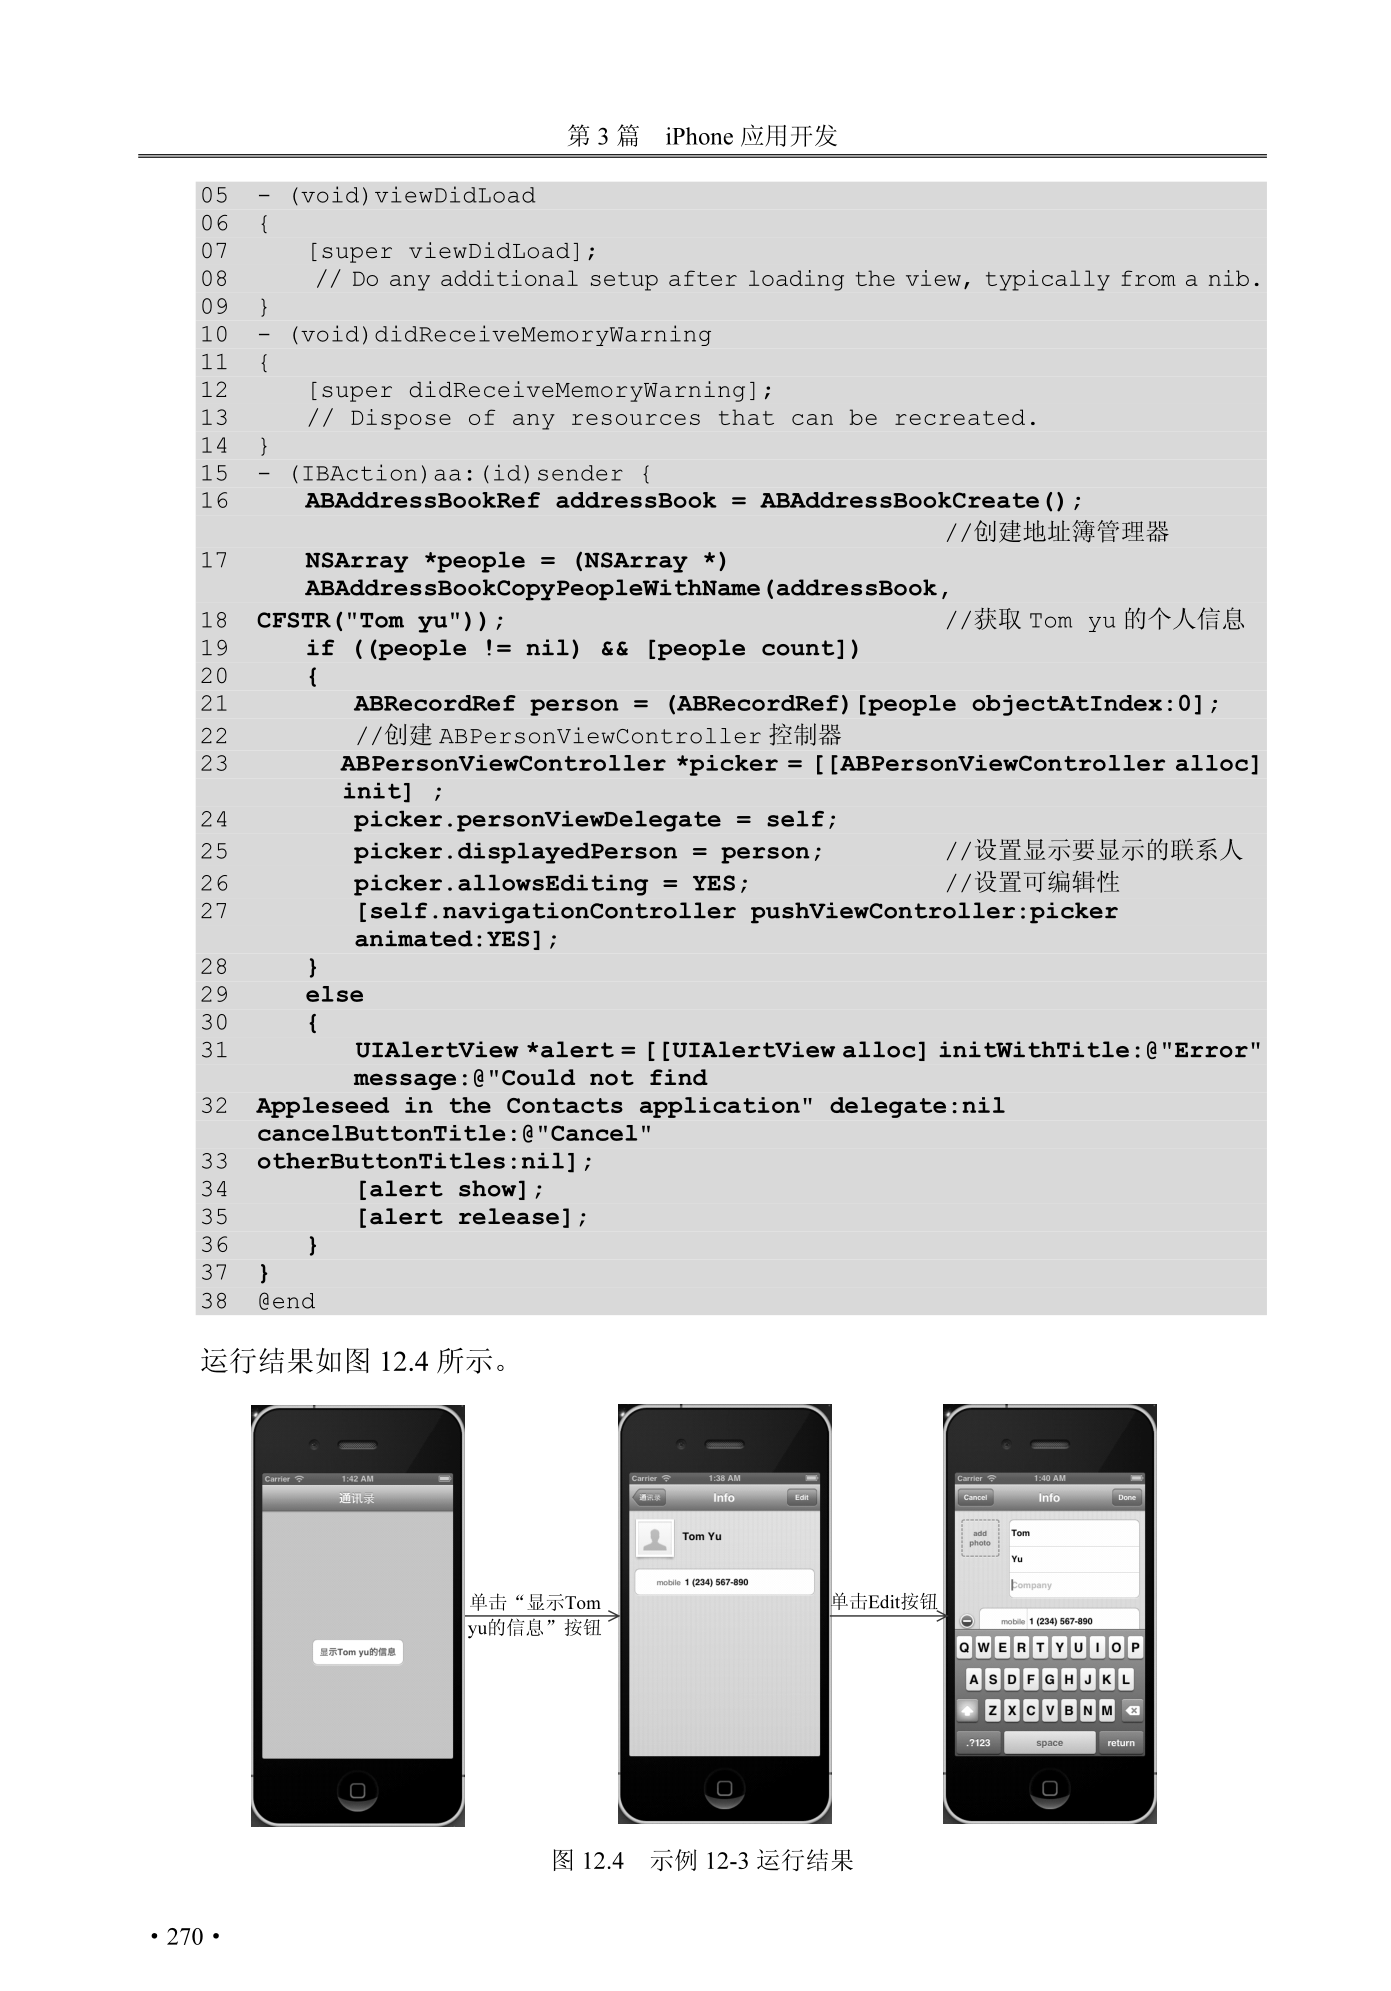 第 3 篇　iPhone 应用开发
05  - (void)viewDidLoad
06  {
07      [super viewDidLoad];
08      // Do any additional setup after loading the view, typically from a nib.
09  }
10  - (void)didReceiveMemoryWarning
11  {
12      [super didReceiveMemoryWarning];
13      // Dispose of any resources that can be recreated.
14  }
15  - (IBAction)aa:(id)sender {
16      ABAddressBookRef addressBook = ABAddressBookCreate();
//创建地址簿管理器
17      NSArray *people = (NSArray *)
ABAddressBookCopyPeopleWithName(addressBook,
18  CFSTR("Tom yu")); //获取 Tom yu 的个人信息
19      if ((people != nil) && [people count])
20      {
21          ABRecordRef person = (ABRecordRef)[people objectAtIndex:0];
22          //创建 ABPersonViewController 控制器
23          ABPersonViewController *picker = [[ABPersonViewController alloc]
init] ;
24          picker.personViewDelegate = self;
25          picker.displayedPerson = person; //设置显示要显示的联系人
26          picker.allowsEditing = YES; //设置可编辑性
27          [self.navigationController pushViewController:picker
animated:YES];
28      }
29      else
30      {
31          UIAlertView *alert = [[UIAlertView alloc] initWithTitle:@"Error"
message:@"Could not find
32  Appleseed in the Contacts application" delegate:nil
cancelButtonTitle:@"Cancel"
33  otherButtonTitles:nil];
34          [alert show];
35          [alert release];
36      }
37  }
38  @end
运行结果如图 12.4 所示。
Carrier 1:42 AM
通讯录
显示Tom yu的信息
单击“显示Tom
yu的信息”按钮
Carrier 1:38 AM
通讯录 Info Edit
Tom Yu
mobile 1 (234) 567-890
单击Edit按钮
Carrier 1:40 AM
Cancel Info Done
add
photo
Tom
Yu
Company
mobile 1 (234) 567-890
Q W E R T Y U I O P
A S D F G H J K L
Z X C V B N M
.?123 space return
图 12.4　示例 12-3 运行结果
·270·